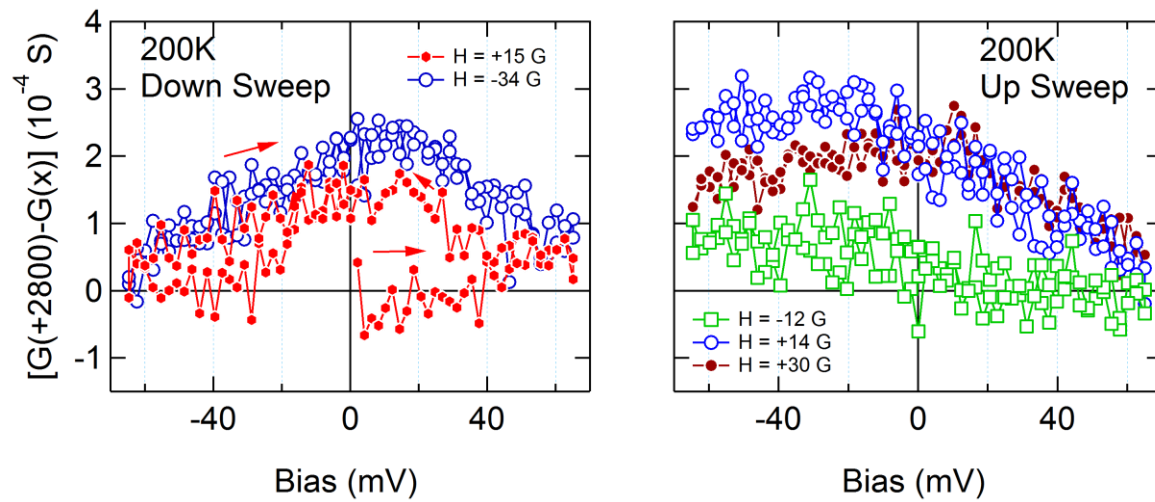 [G(+2800)-G(x)] (10⁻⁴ S)
4
3
2
1
0
-1
200K
Down Sweep
H = +15 G
H = -34 G
-40
0
40
Bias (mV)
200K
Up Sweep
H = -12 G
H = +14 G
H = +30 G
-40
0
40
Bias (mV)